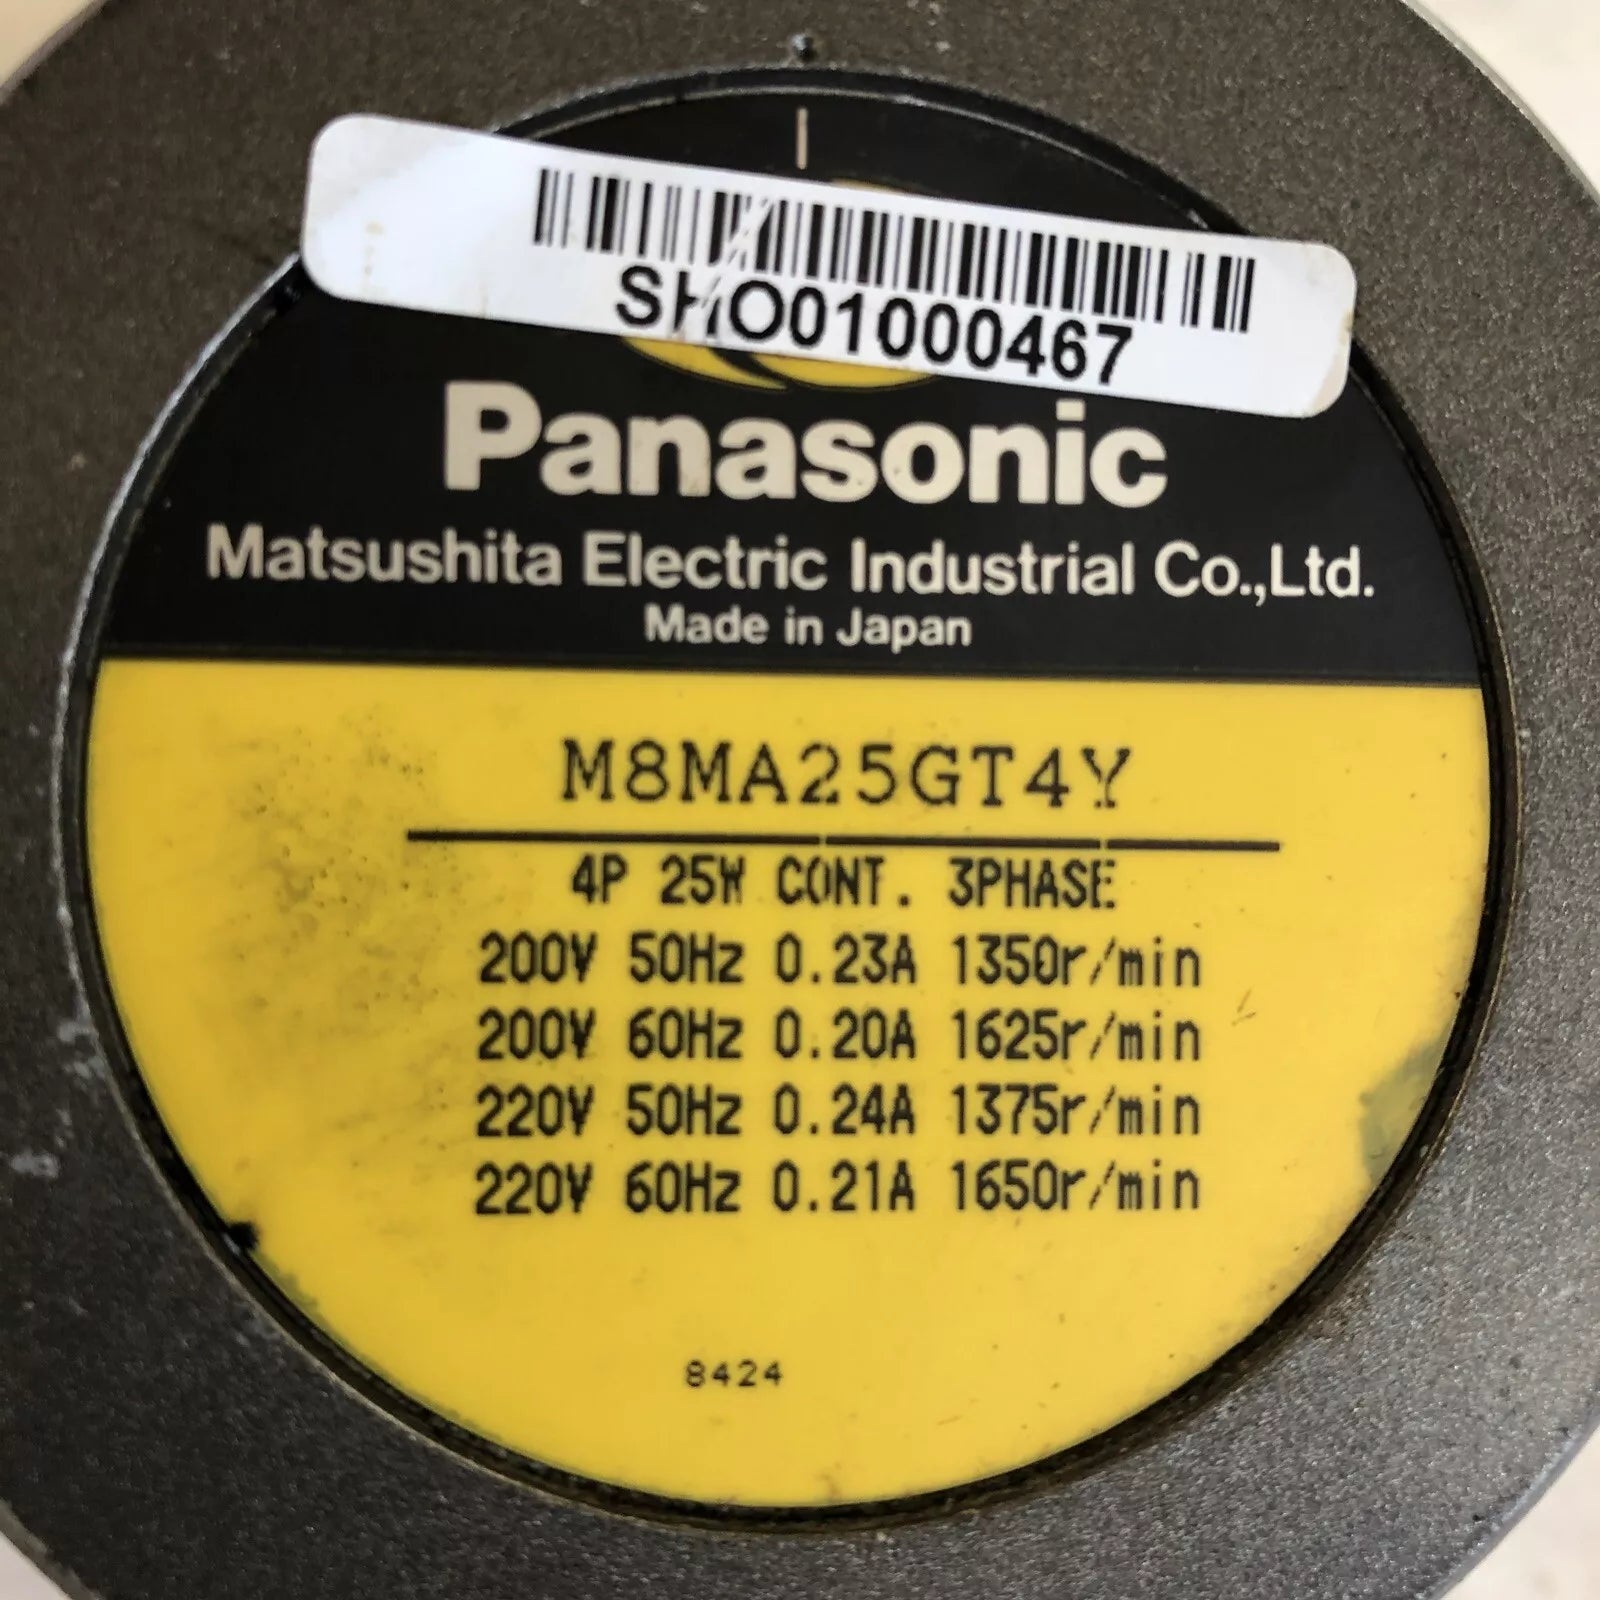 SHO01000467
Panasonic
Matsushita Electric Industrial Co.,Ltd.
Made in Japan
M8MA25GT4Y
4P 25W CONT. 3PHASE
200V 50Hz 0.23A 1350r/min
200V 60Hz 0.20A 1625r/min
220V 50Hz 0.24A 1375r/min
220V 60Hz 0.21A 1650r/min
8424